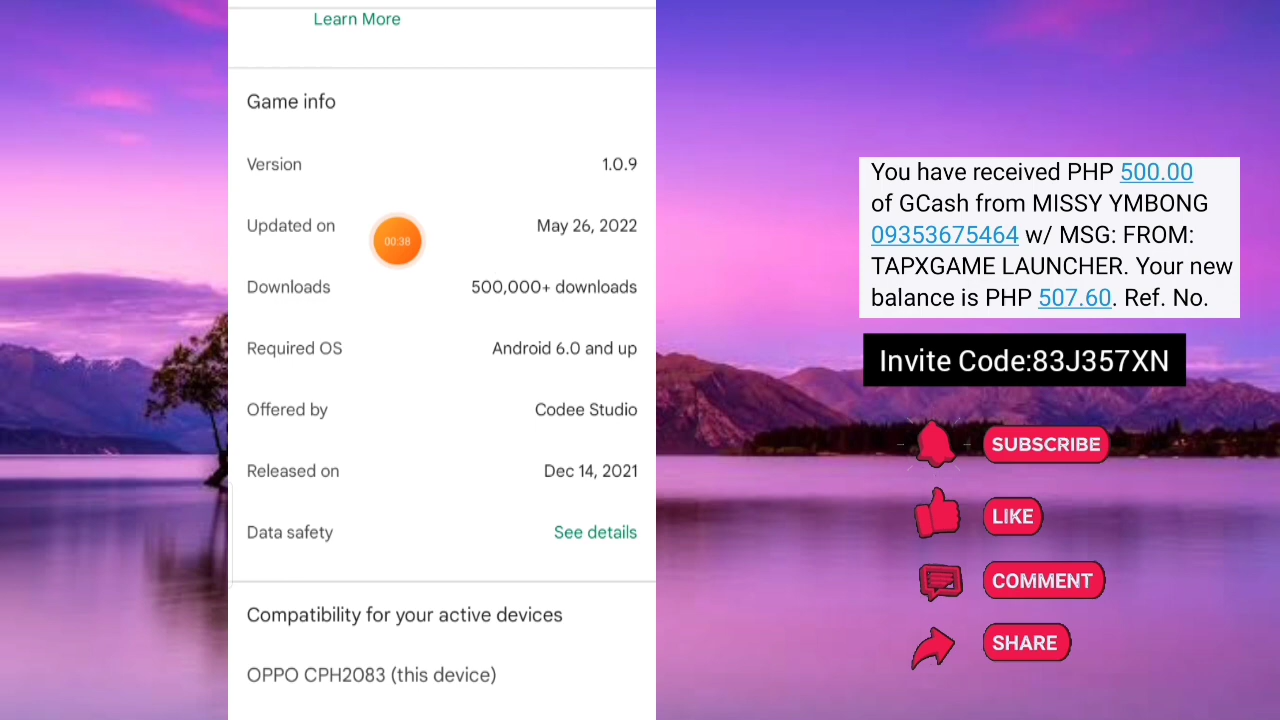 Learn More
Game info
Version 1.0.9
Updated on May 26, 2022
00:38
Downloads 500,000+ downloads
Required OS Android 6.0 and up
Offered by Codee Studio
Released on Dec 14, 2021
Data safety See details
Compatibility for your active devices
OPPO CPH2083 (this device)
You have received PHP 500.00
of GCash from MISSY YMBONG
09353675464 w/ MSG: FROM:
TAPXGAME LAUNCHER. Your new
balance is PHP 507.60. Ref. No.
Invite Code:83J357XN
SUBSCRIBE
LIKE
COMMENT
SHARE